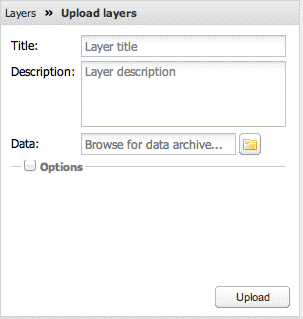 Layers » Upload layers
Title: Layer title
Description: Layer description
Data: Browse for data archive...
Options
Upload